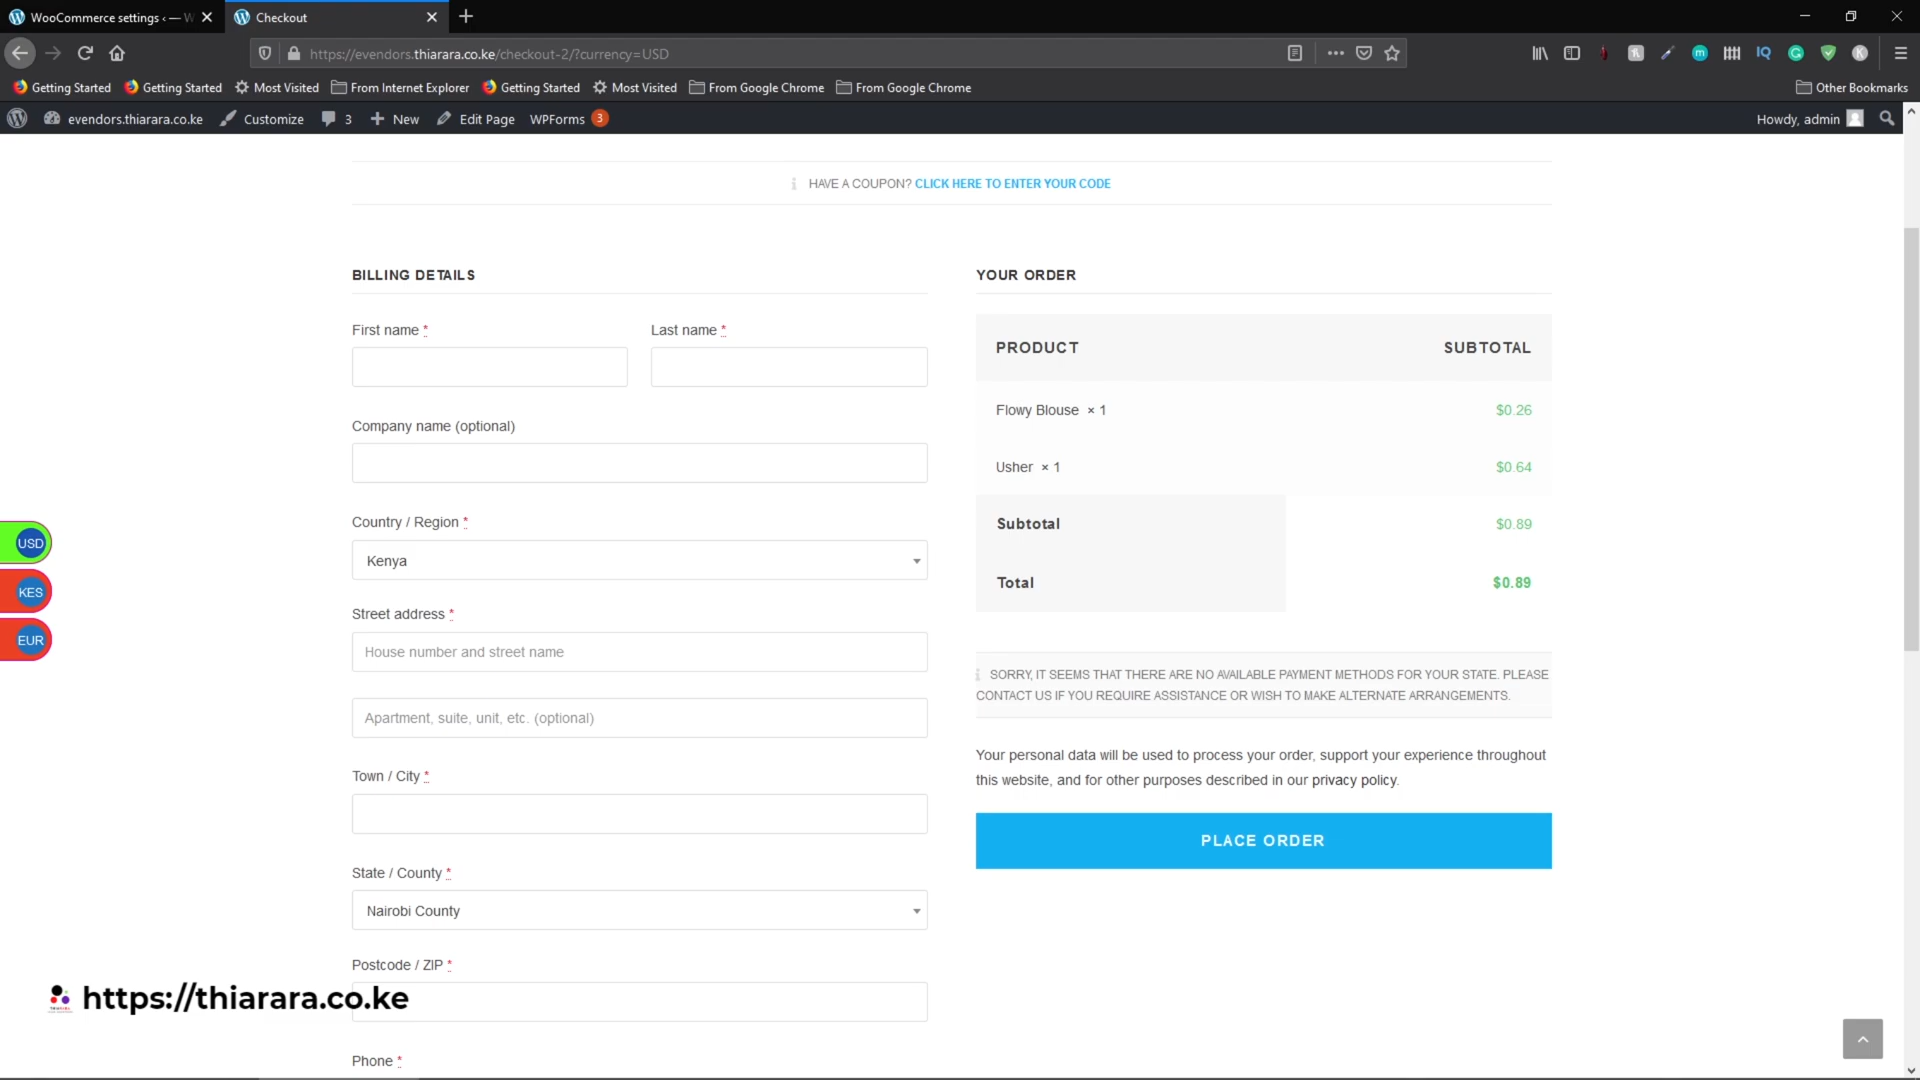 WooCommerce settings ‹ — W
Checkout
https://evendors.thiarara.co.ke/checkout-2/?currency=USD
Getting Started
Getting Started
Most Visited
From Internet Explorer
Getting Started
Most Visited
From Google Chrome
From Google Chrome
Other Bookmarks
evendors.thiarara.co.ke
Customize
3
New
Edit Page
WPForms 3
Howdy, admin
HAVE A COUPON? CLICK HERE TO ENTER YOUR CODE
BILLING DETAILS
First name *
Last name *
Company name (optional)
Country / Region *
Kenya
Street address *
House number and street name
Apartment, suite, unit, etc. (optional)
Town / City *
State / County *
Nairobi County
Postcode / ZIP *
Phone *
YOUR ORDER
PRODUCT SUBTOTAL
Flowy Blouse × 1 $0.26
Usher × 1 $0.64
Subtotal $0.89
Total $0.89
SORRY, IT SEEMS THAT THERE ARE NO AVAILABLE PAYMENT METHODS FOR YOUR STATE. PLEASE
CONTACT US IF YOU REQUIRE ASSISTANCE OR WISH TO MAKE ALTERNATE ARRANGEMENTS.
Your personal data will be used to process your order, support your experience throughout
this website, and for other purposes described in our privacy policy.
PLACE ORDER
USD
KES
EUR
https://thiarara.co.ke